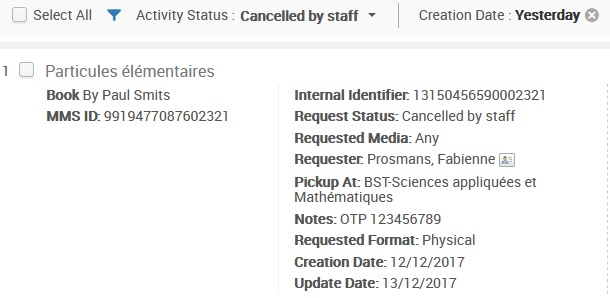 Select All Activity Status : Cancelled by staff Creation Date : Yesterday
1 Particules élémentaires
Book By Paul Smits
MMS ID: 9919477087602321
Internal Identifier: 13150456590002321
Request Status: Cancelled by staff
Requested Media: Any
Requester: Prosmans, Fabienne
Pickup At: BST-Sciences appliquées et
Mathématiques
Notes: OTP 123456789
Requested Format: Physical
Creation Date: 12/12/2017
Update Date: 13/12/2017